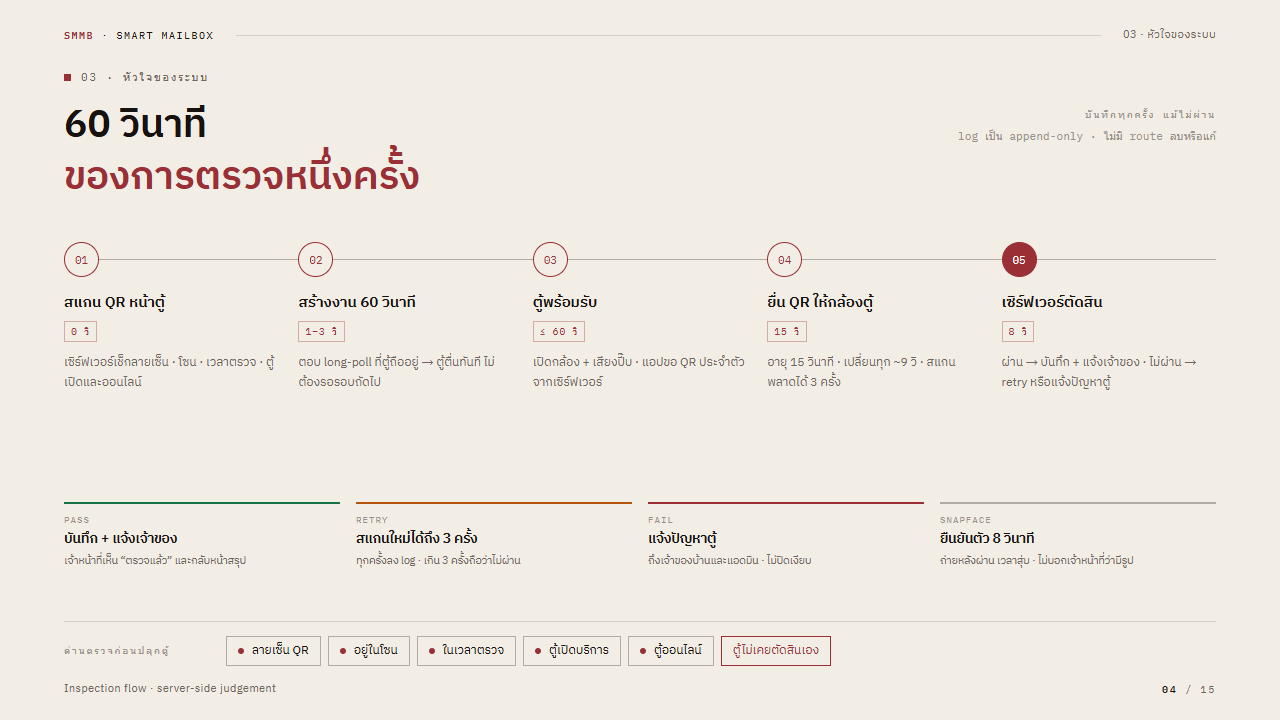 SMMB · SMART MAILBOX
03 · หัวใจของระบบ
03 · หัวใจของระบบ
60 วินาที
ของการตรวจหนึ่งครั้ง
บันทึกทุกครั้ง แม้ไม่ผ่าน
log เป็น append-only · ไม่มี route ลบหรือแก้
01
02
03
04
05
สแกน QR หน้าตู้
0 วิ
เซิร์ฟเวอร์เช็กลายเซ็น · โซน · เวลาตรวจ · ตู้
เปิดและออนไลน์
สร้างงาน 60 วินาที
1–3 วิ
ตอบ long-poll ที่ตู้ถืออยู่ → ตู้ตื่นทันที ไม่
ต้องรอรอบถัดไป
ตู้พร้อมรับ
≤ 60 วิ
เปิดกล้อง + เสียงปี๊บ · แอปขอ QR ประจำตัว
จากเซิร์ฟเวอร์
ยื่น QR ให้กล้องตู้
15 วิ
อายุ 15 วินาที · เปลี่ยนทุก ~9 วิ · สแกน
พลาดได้ 3 ครั้ง
เซิร์ฟเวอร์ตัดสิน
8 วิ
ผ่าน → บันทึก + แจ้งเจ้าของ · ไม่ผ่าน →
retry หรือแจ้งปัญหาตู้
PASS
บันทึก + แจ้งเจ้าของ
เจ้าหน้าที่เห็น “ตรวจแล้ว” และกลับหน้าสรุป
RETRY
สแกนใหม่ได้ถึง 3 ครั้ง
ทุกครั้งลง log · เกิน 3 ครั้งถือว่าไม่ผ่าน
FAIL
แจ้งปัญหาตู้
ถึงเจ้าของบ้านและแอดมิน · ไม่ปิดเงียบ
SNAPFACE
ยืนยันตัว 8 วินาที
ถ่ายหลังผ่าน เวลาสุ่ม · ไม่บอกเจ้าหน้าที่ว่ามีรูป
ด่านตรวจก่อนปลุกตู้
ลายเซ็น QR
อยู่ในโซน
ในเวลาตรวจ
ตู้เปิดบริการ
ตู้ออนไลน์
ตู้ไม่เคยตัดสินเอง
Inspection flow · server-side judgement
04 / 15